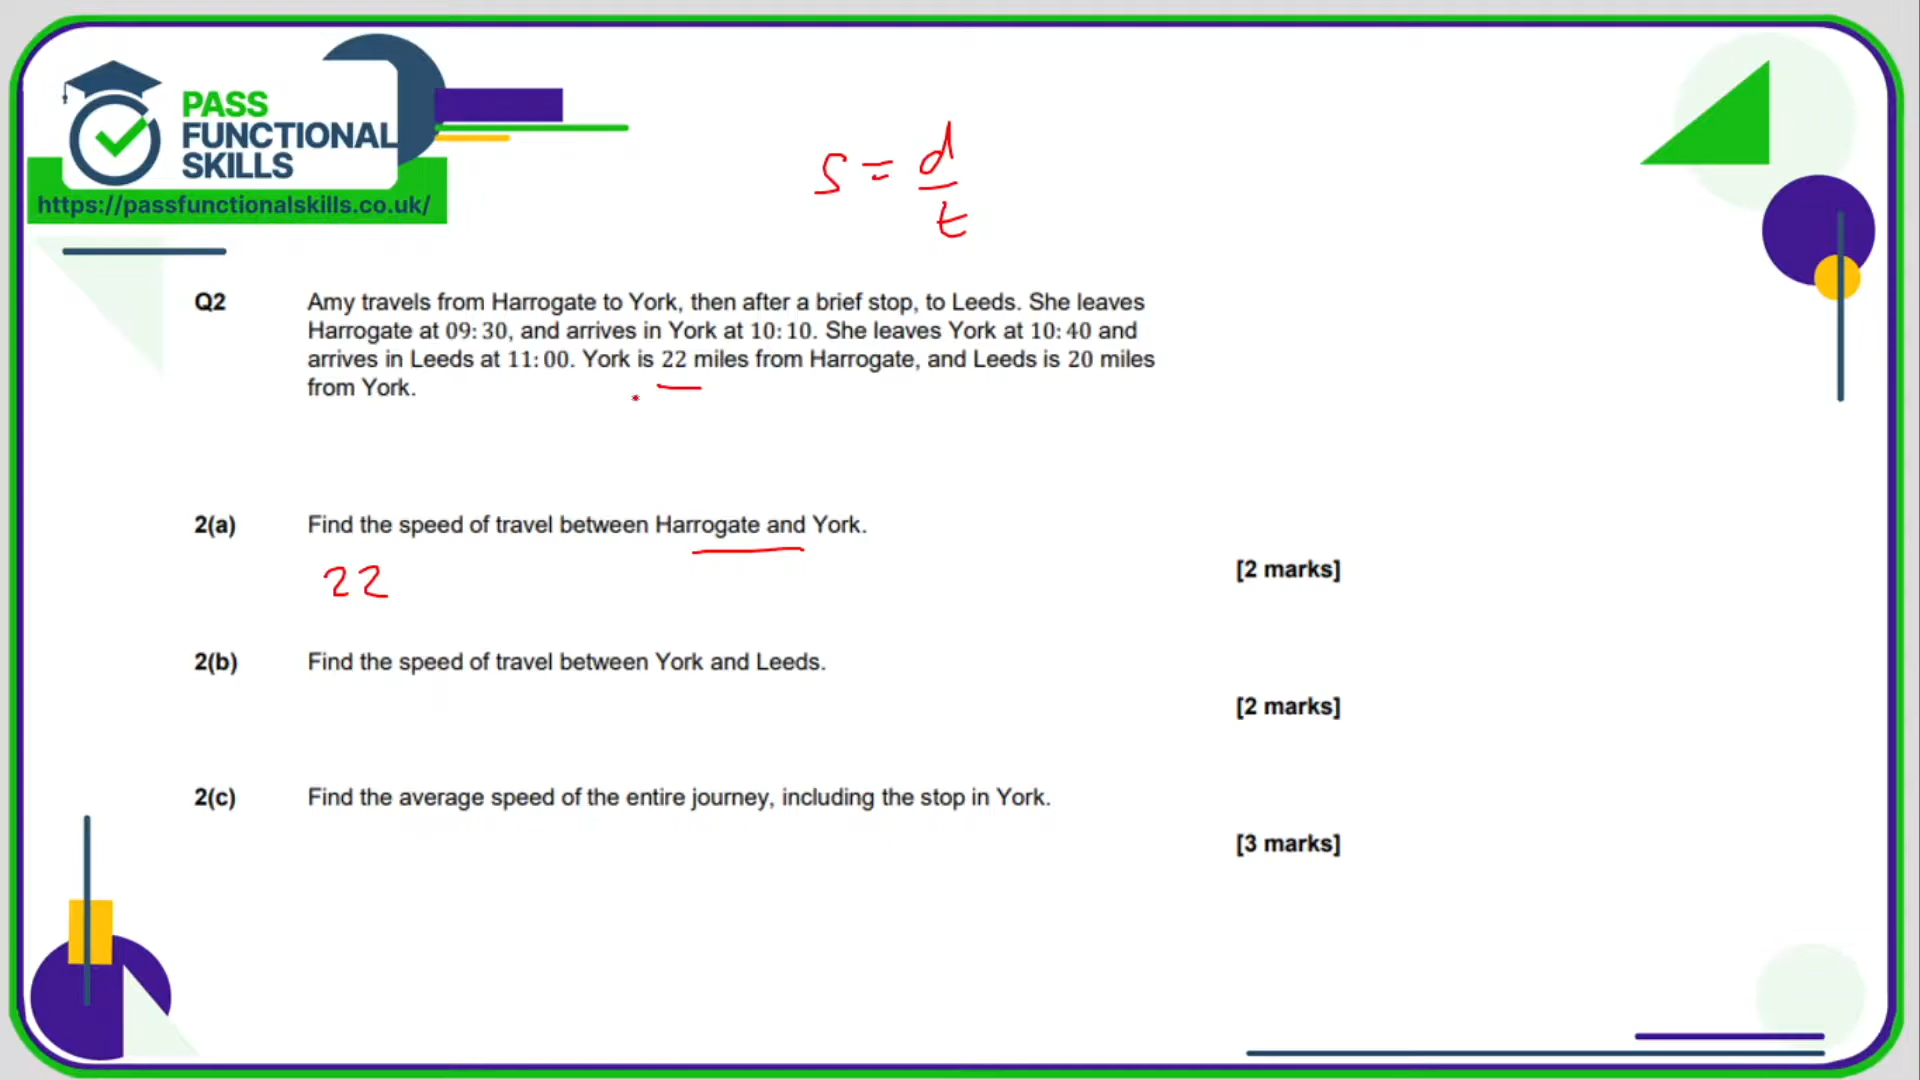 PASS
FUNCTIONAL
SKILLS
https://passfunctionalskills.co.uk/
s = d
t
Q2 Amy travels from Harrogate to York, then after a brief stop, to Leeds. She leaves
Harrogate at 09:30, and arrives in York at 10:10. She leaves York at 10:40 and
arrives in Leeds at 11:00. York is 22 miles from Harrogate, and Leeds is 20 miles
from York.
2(a) Find the speed of travel between Harrogate and York.
[2 marks]
22
2(b) Find the speed of travel between York and Leeds.
[2 marks]
2(c) Find the average speed of the entire journey, including the stop in York.
[3 marks]